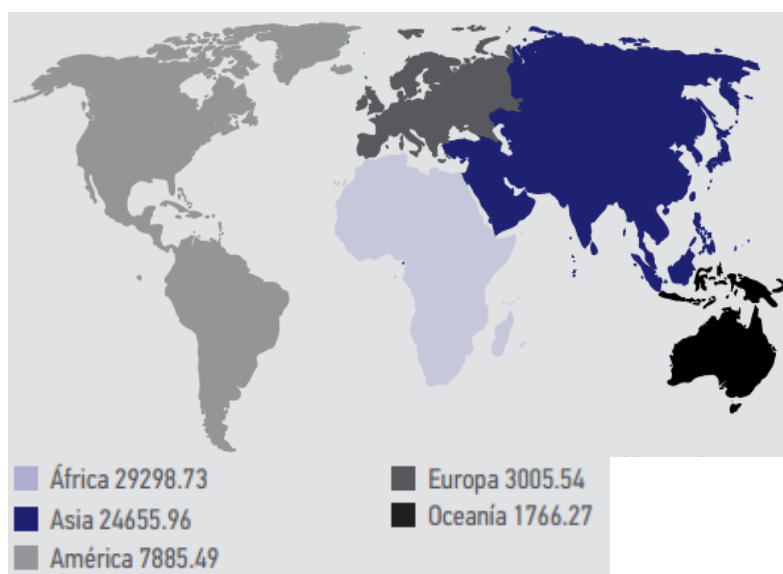 África 29298.73
Asia 24655.96
América 7885.49
Europa 3005.54
Oceanía 1766.27